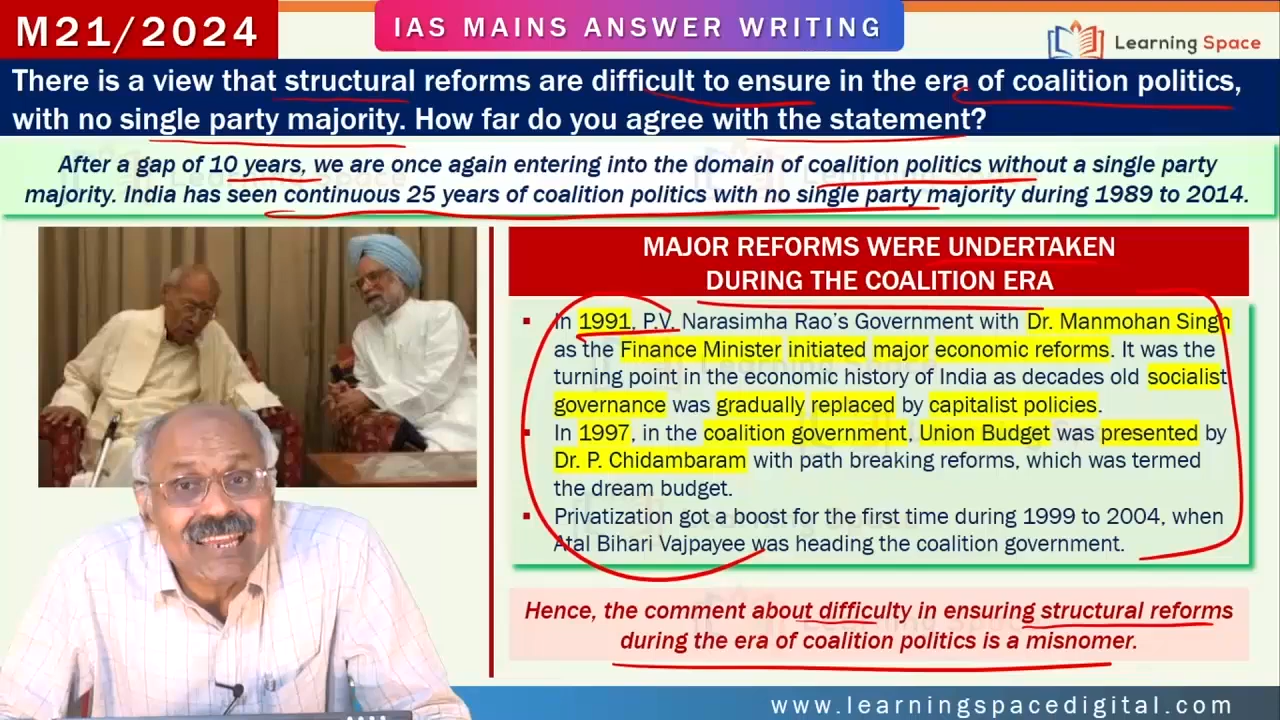 M21/2024
IAS MAINS ANSWER WRITING
Learning Space
There is a view that structural reforms are difficult to ensure in the era of coalition politics,
with no single party majority. How far do you agree with the statement?
After a gap of 10 years, we are once again entering into the domain of coalition politics without a single party
majority. India has seen continuous 25 years of coalition politics with no single party majority during 1989 to 2014.
MAJOR REFORMS WERE UNDERTAKEN
DURING THE COALITION ERA
▪ In 1991, P.V. Narasimha Rao's Government with Dr. Manmohan Singh
as the Finance Minister initiated major economic reforms. It was the
turning point in the economic history of India as decades old socialist
governance was gradually replaced by capitalist policies.
▪ In 1997, in the coalition government, Union Budget was presented by
Dr. P. Chidambaram with path breaking reforms, which was termed
the dream budget.
▪ Privatization got a boost for the first time during 1999 to 2004, when
Atal Bihari Vajpayee was heading the coalition government.
Hence, the comment about difficulty in ensuring structural reforms
during the era of coalition politics is a misnomer.
www.learningspacedigital.com